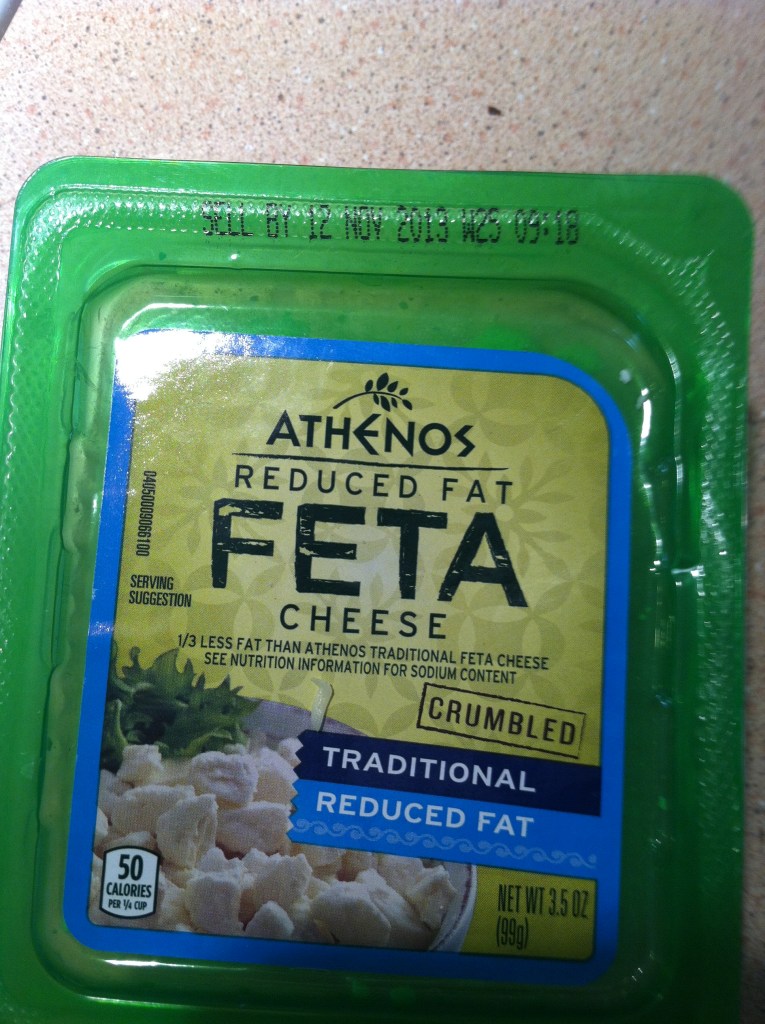 SELL BY 12 NOV 2013 W25 09:18
ATHENOS
REDUCED FAT
FETA
CHEESE
1/3 LESS FAT THAN ATHENOS TRADITIONAL FETA CHEESE
SEE NUTRITION INFORMATION FOR SODIUM CONTENT
0405009066100
SERVING
SUGGESTION
CRUMBLED
TRADITIONAL
REDUCED FAT
50
CALORIES
PER 1/4 CUP
NET WT 3.5 OZ
(99g)